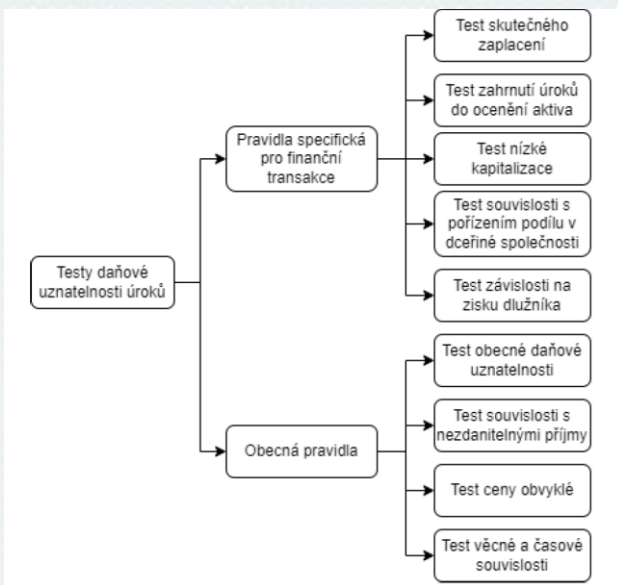 Testy daňové
uznatelnosti úroků
Pravidla specifická
pro finanční
transakce
Test skutečného
zaplacení
Test zahrnutí úroků
do ocenění aktiva
Test nízké
kapitalizace
Test souvislosti s
pořízením podílu v
dceřiné společnosti
Test závislosti na
zisku dlužníka
Obecná pravidla
Test obecné daňové
uznatelnosti
Test souvislosti s
nezdanitelnými příjmy
Test ceny obvyklé
Test věcné a časové
souvislosti